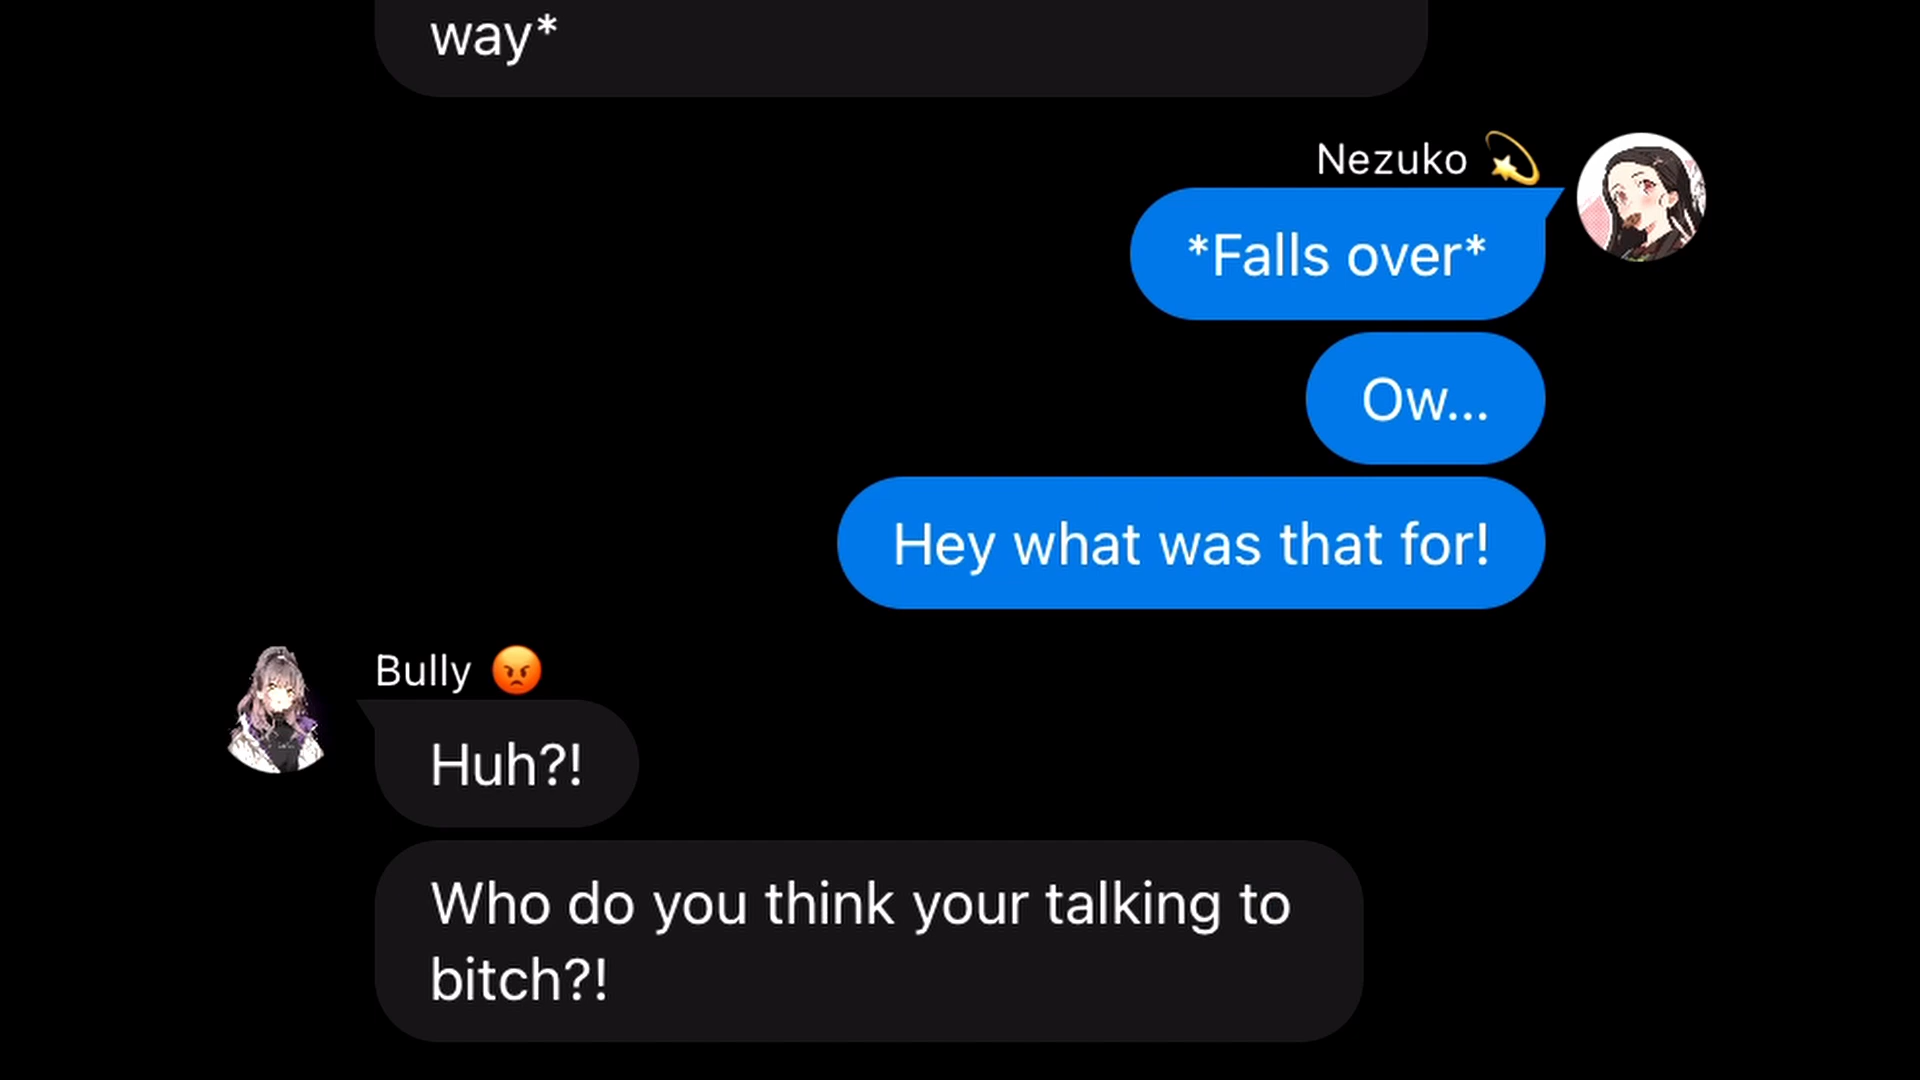 way*
Nezuko 💫
*Falls over*
Ow...
Hey what was that for!
Bully 😡
Huh?!
Who do you think your talking to
bitch?!